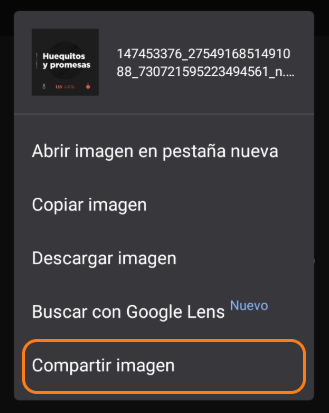 Huequitos
y promesas
147453376_27549168514910
88_730721595223494561_n....
Abrir imagen en pestaña nueva
Copiar imagen
Descargar imagen
Buscar con Google Lens Nuevo
Compartir imagen